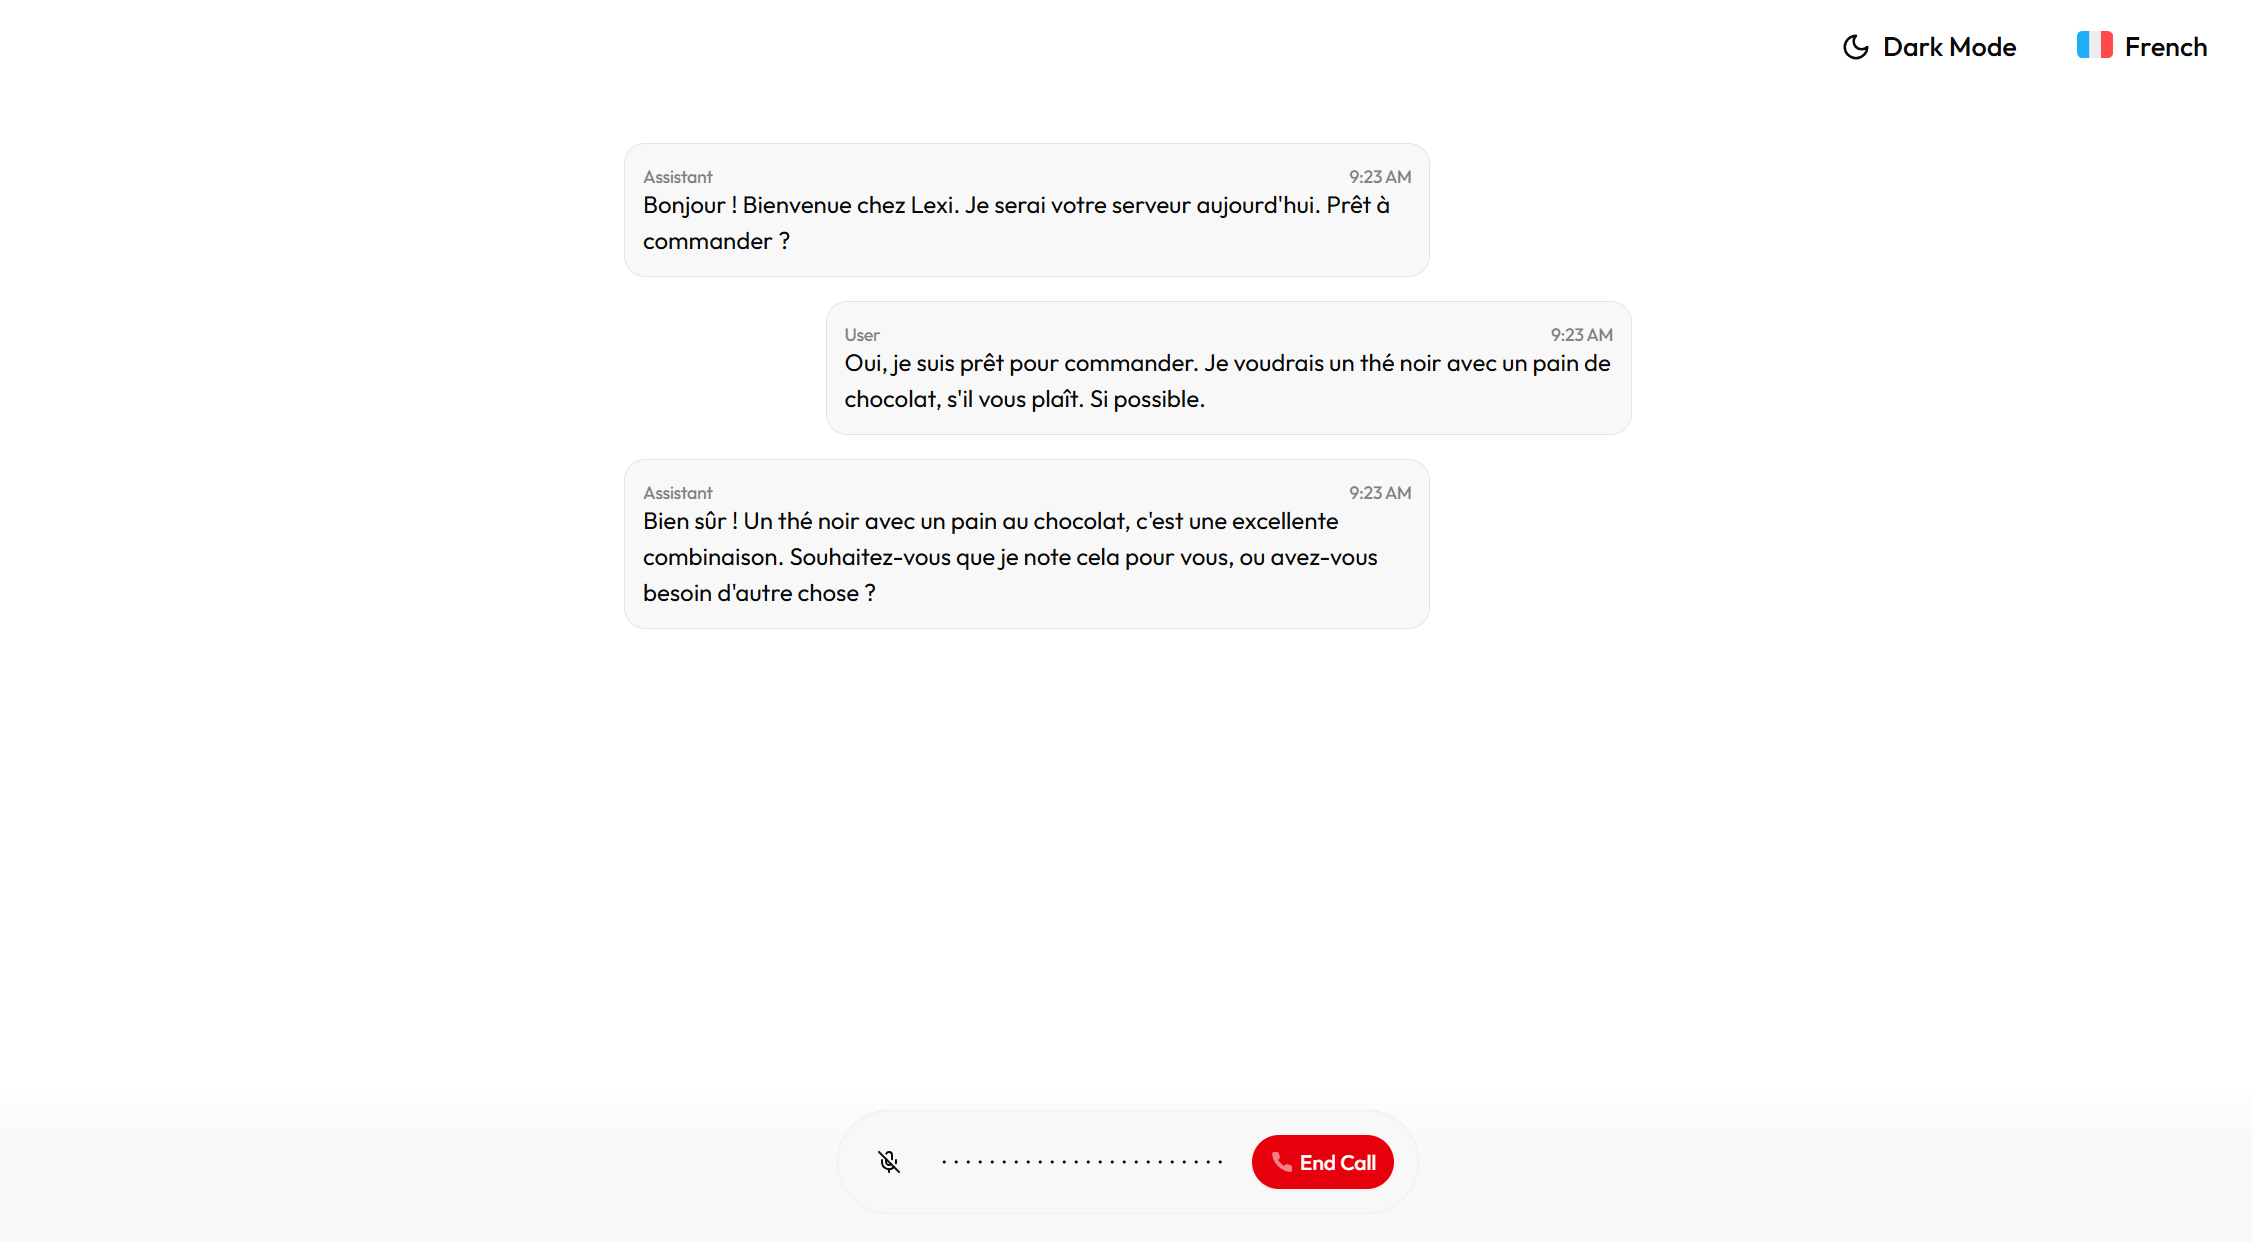 Dark Mode
French
Assistant
9:23 AM
Bonjour ! Bienvenue chez Lexi. Je serai votre serveur aujourd'hui. Prêt à
commander ?
User
9:23 AM
Oui, je suis prêt pour commander. Je voudrais un thé noir avec un pain de
chocolat, s'il vous plaît. Si possible.
Assistant
9:23 AM
Bien sûr ! Un thé noir avec un pain au chocolat, c'est une excellente
combinaison. Souhaitez-vous que je note cela pour vous, ou avez-vous
besoin d'autre chose ?
End Call